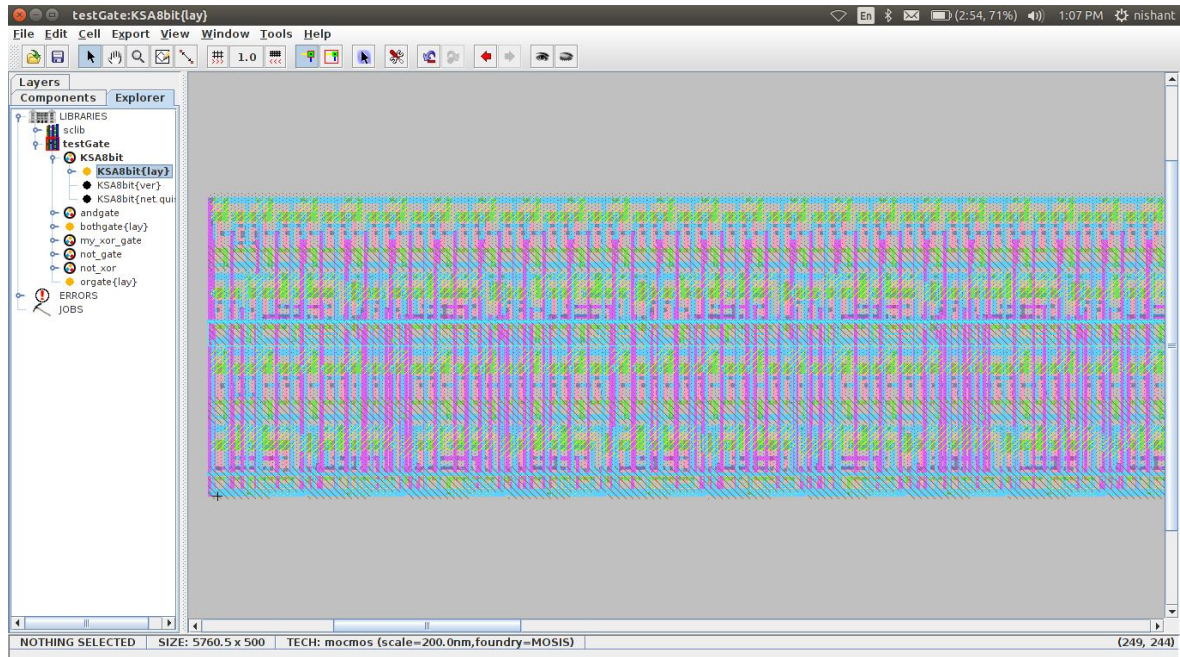 testGate:KSA8bit{lay}
En (2:54, 71%) 1:07 PM nishant
File Edit Cell Export View Window Tools Help
1.0
Layers
Components Explorer
LIBRARIES
sclib
testGate
KSA8bit
KSA8bit{lay}
KSA8bit{ver}
KSA8bit{net.qui
andgate
bothgate{lay}
my_xor_gate
not_gate
not_xor
orgate{lay}
ERRORS
JOBS
NOTHING SELECTED SIZE: 5760.5 x 500 TECH: mocmos (scale=200.0nm,foundry=MOSIS) (249, 244)